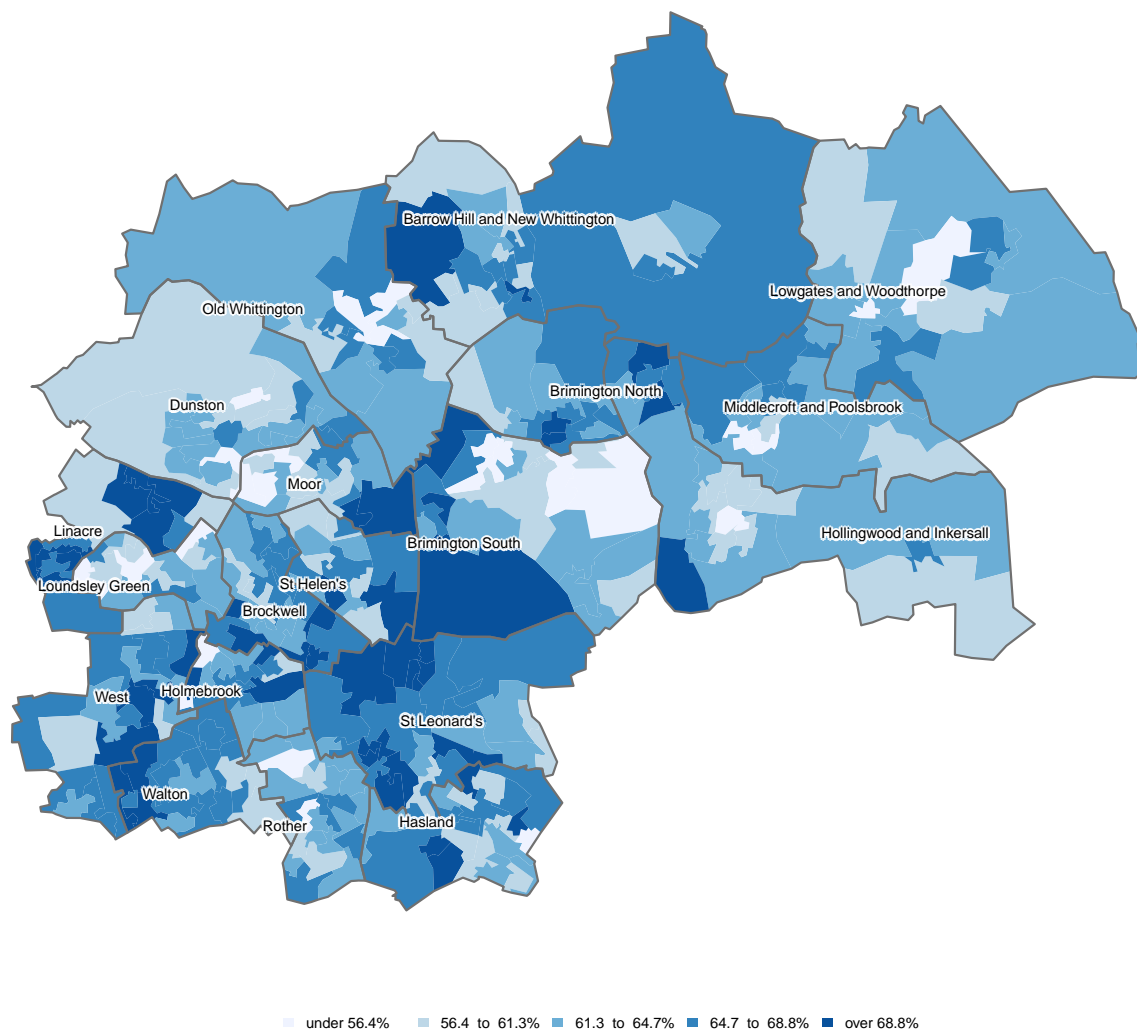 Barrow Hill and New Whittington
Lowgates and Woodthorpe
Old Whittington
Brimington North
Dunston
Middlecroft and Poolsbrook
Moor
Linacre
Hollingwood and Inkersall
Brimington South
St Helen's
Loundsley Green
Brockwell
Holmebrook
West
St Leonard's
Walton
Hasland
Rother
under 56.4% 56.4 to 61.3% 61.3 to 64.7% 64.7 to 68.8% over 68.8%